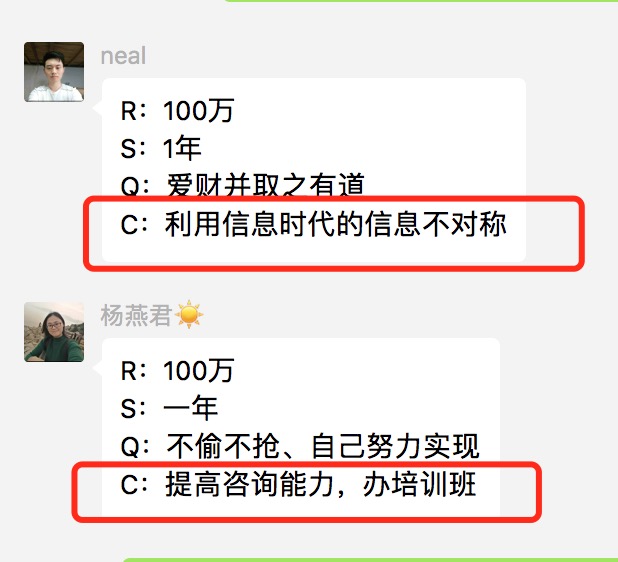 neal
R：100万
S：1年
Q：爱财并取之有道
C：利用信息时代的信息不对称
杨燕君☀️
R：100万
S：一年
Q：不偷不抢、自己努力实现
C：提高咨询能力，办培训班